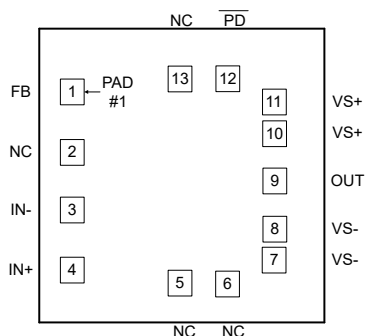 NC PD
FB 1 PAD #1 13 12
11 VS+
10 VS+
NC 2
9 OUT
IN- 3
8 VS-
7 VS-
IN+ 4
5 6
NC NC